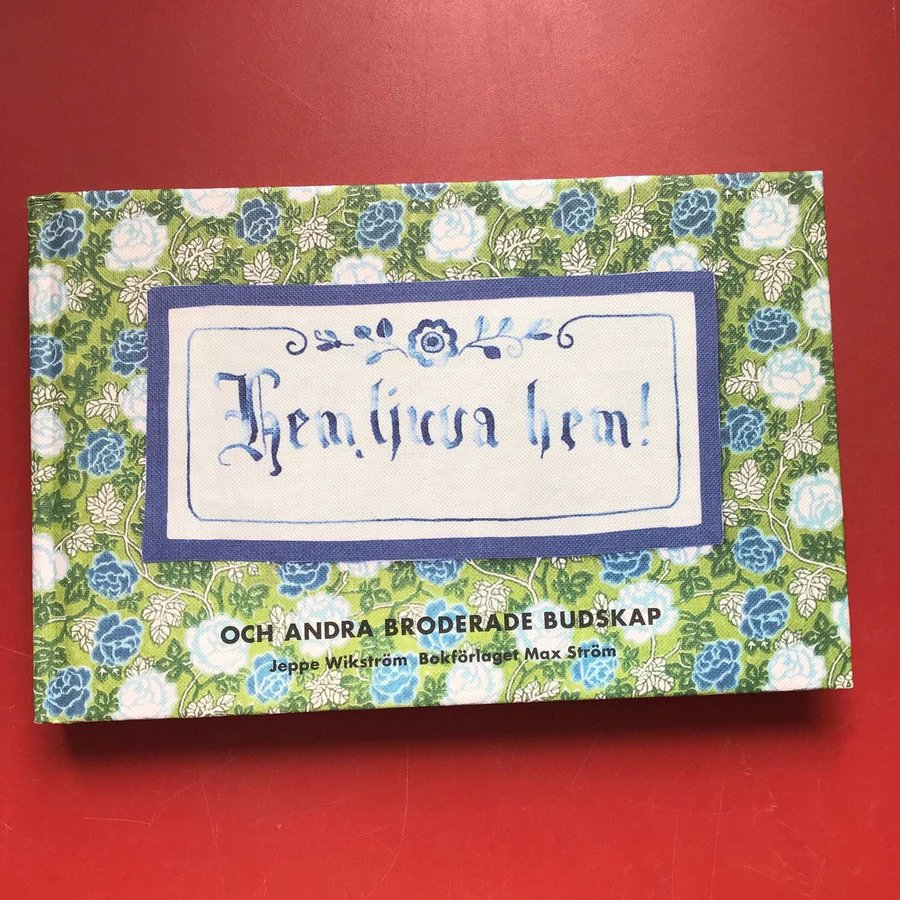 Hem, ljuva hem!
OCH ANDRA BRODERADE BUDSKAP
Jeppe Wikström Bokförlaget Max Ström